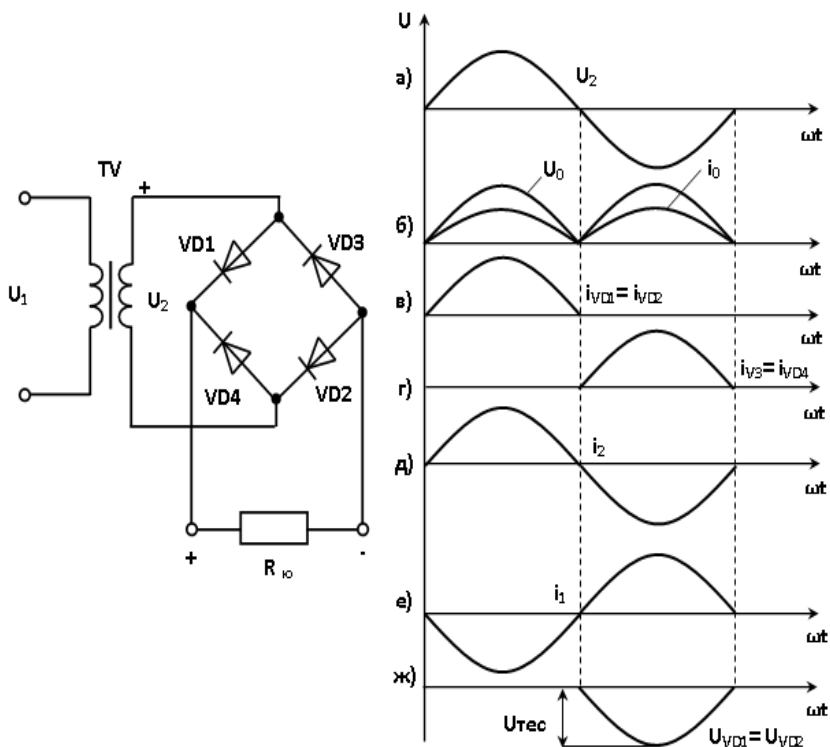 U
а)
U2
ωt
TV
+
U0
i0
VD1
VD3
б)
ωt
U1
U2
в)
iVD1= iVD2
ωt
VD4
VD2
г)
iV3= iVD4
ωt
д)
i2
ωt
+
-
Rю
е)
i1
ωt
ж)
ωt
Uтес
UVD1= UVD2